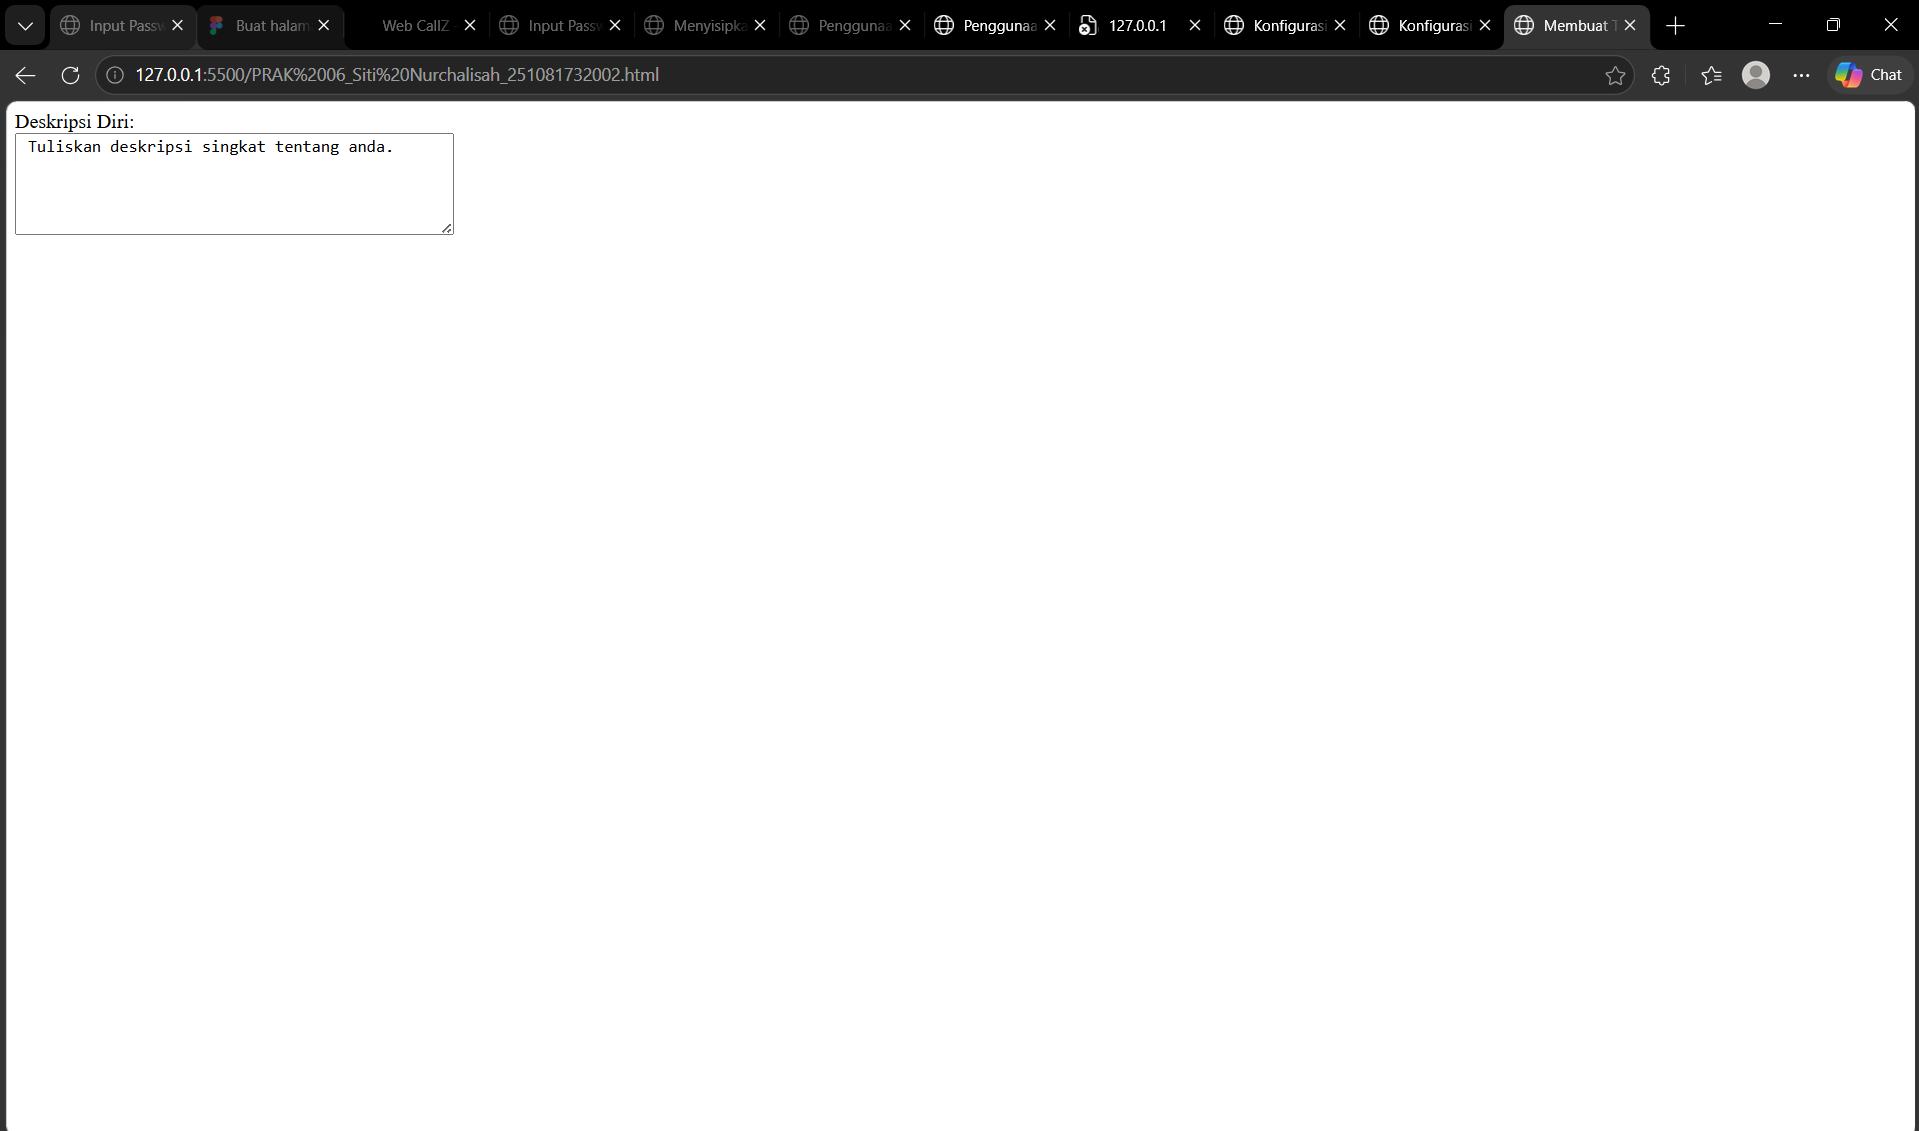 Input Passw
Buat halam
Web CallZ
Input Passw
Menyisipka
Penggunaa
Penggunaa
127.0.0.1
Konfigurasi
Konfigurasi
Membuat T
127.0.0.1:5500/PRAK%2006_Siti%20Nurchalisah_251081732002.html
Chat
Deskripsi Diri:
Tuliskan deskripsi singkat tentang anda.